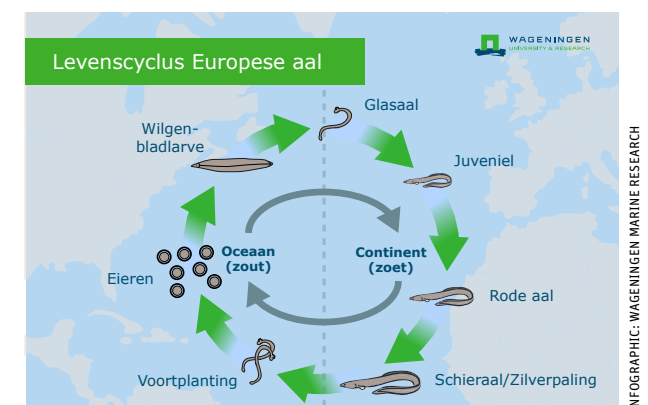 Levenscyclus Europese aal
WAGENINGEN
UNIVERSITY & RESEARCH
Glasaal
Wilgen-
bladlarve
Juveniel
Oceaan
(zout)
Continent
(zoet)
Eieren
Rode aal
Voortplanting
Schieraal/Zilverpaling
NFOGRAPHIC: WAGENINGEN MARINE RESEARCH